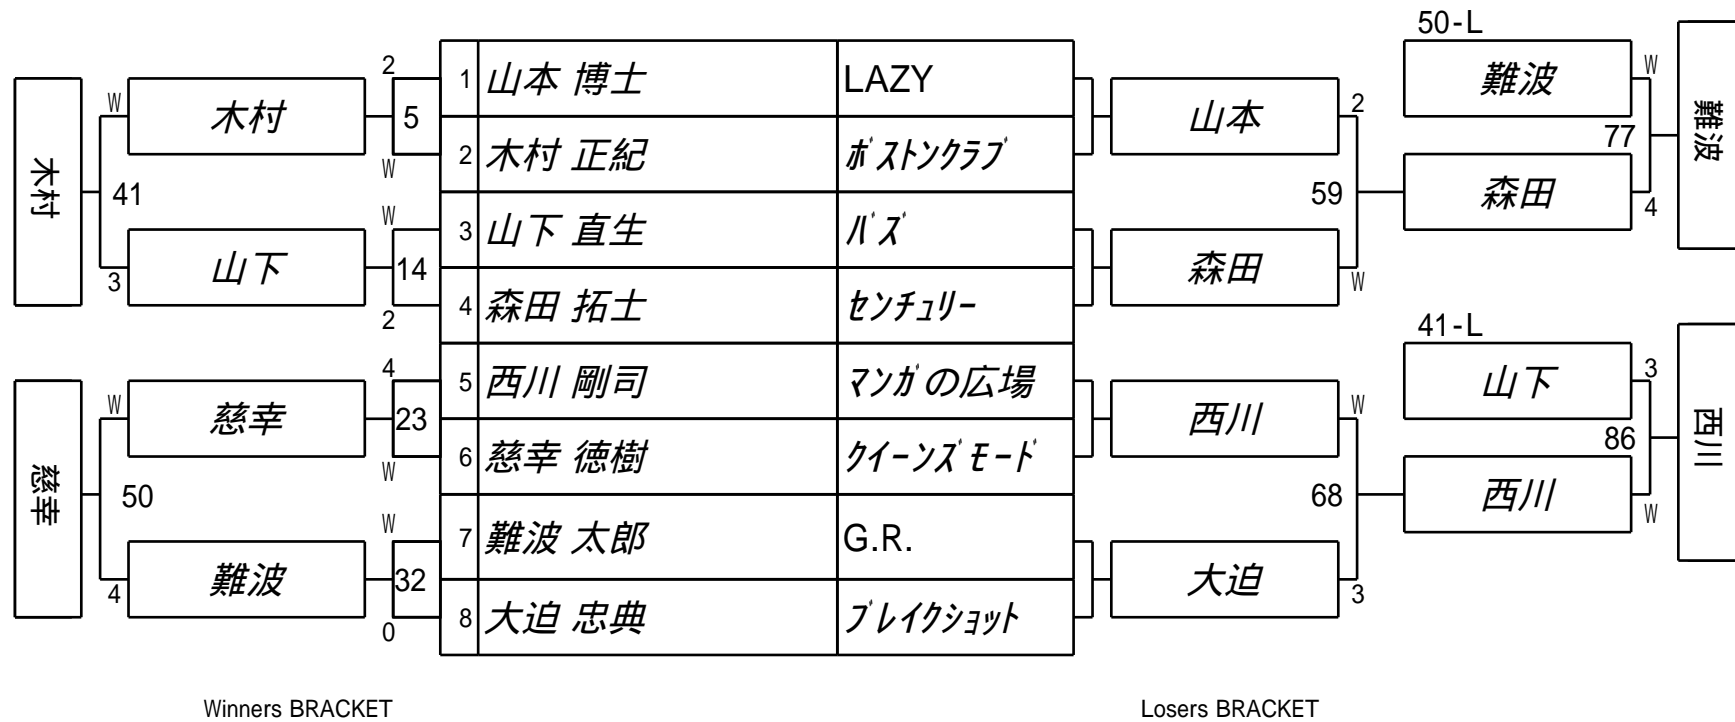 50-L
2
1 山本 博士 LAZY
W 木村 5 山本 2 難波 W
2 木村 正紀 ボストンクラブ
W
木村 41 59 77 難波
W
3 山下 直生 バズ 森田 4
3 山下 14 森田 W
4 森田 拓士 センチュリー
2
41-L
4
5 西川 剛司 マンガの広場 山下 3
W 慈幸 23 西川 W
6 慈幸 徳樹 クイーンズモード 86 西川
W
慈幸 50 68 西川 W
W
7 難波 太郎 G.R.
4 難波 32 大迫 3
8 大迫 忠典 ブレイクショット
0
Winners BRACKET Losers BRACKET